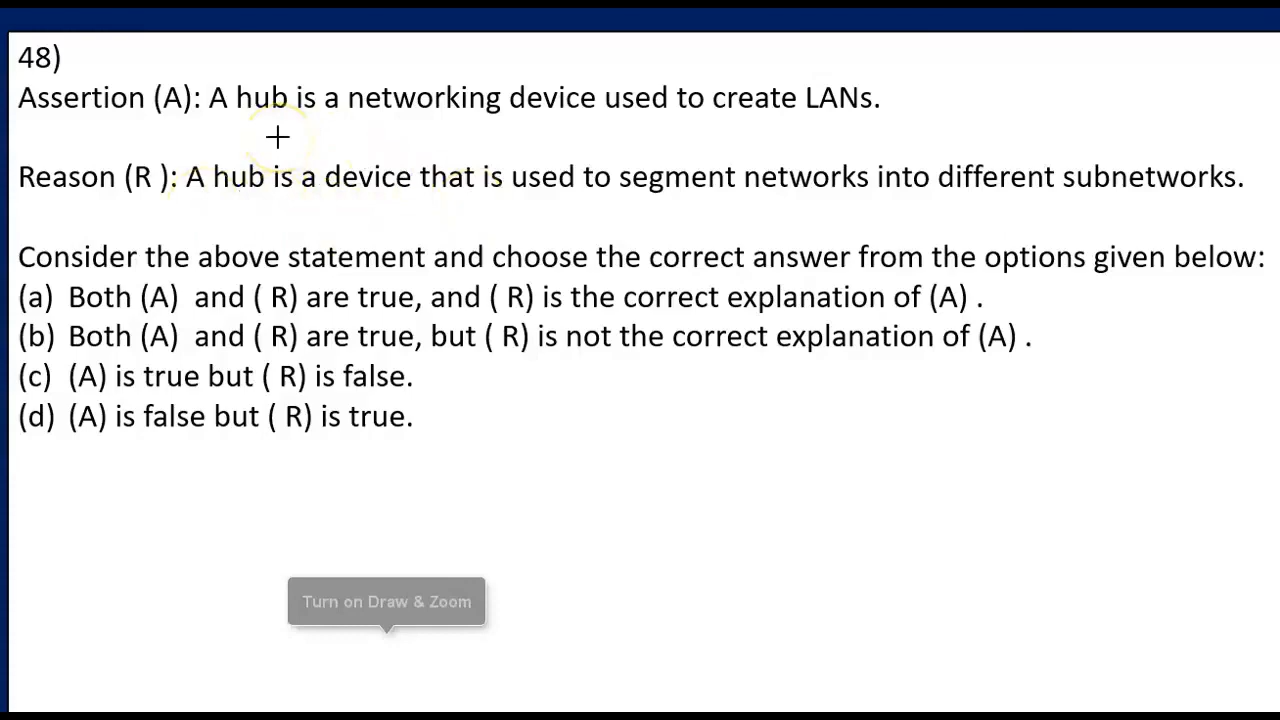 48)
Assertion (A): A hub is a networking device used to create LANs.
Reason (R ): A hub is a device that is used to segment networks into different subnetworks.
Consider the above statement and choose the correct answer from the options given below:
(a) Both (A) and ( R) are true, and ( R) is the correct explanation of (A) .
(b) Both (A) and ( R) are true, but ( R) is not the correct explanation of (A) .
(c) (A) is true but ( R) is false.
(d) (A) is false but ( R) is true.
Turn on Draw & Zoom